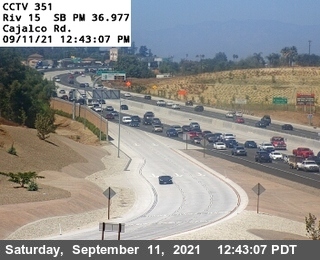 CCTV 351
Riv 15 SB PM 36.977
Cajalco Rd.
09/11/21 12:43:07 PM
Saturday, September 11, 2021 12:43:07 PDT